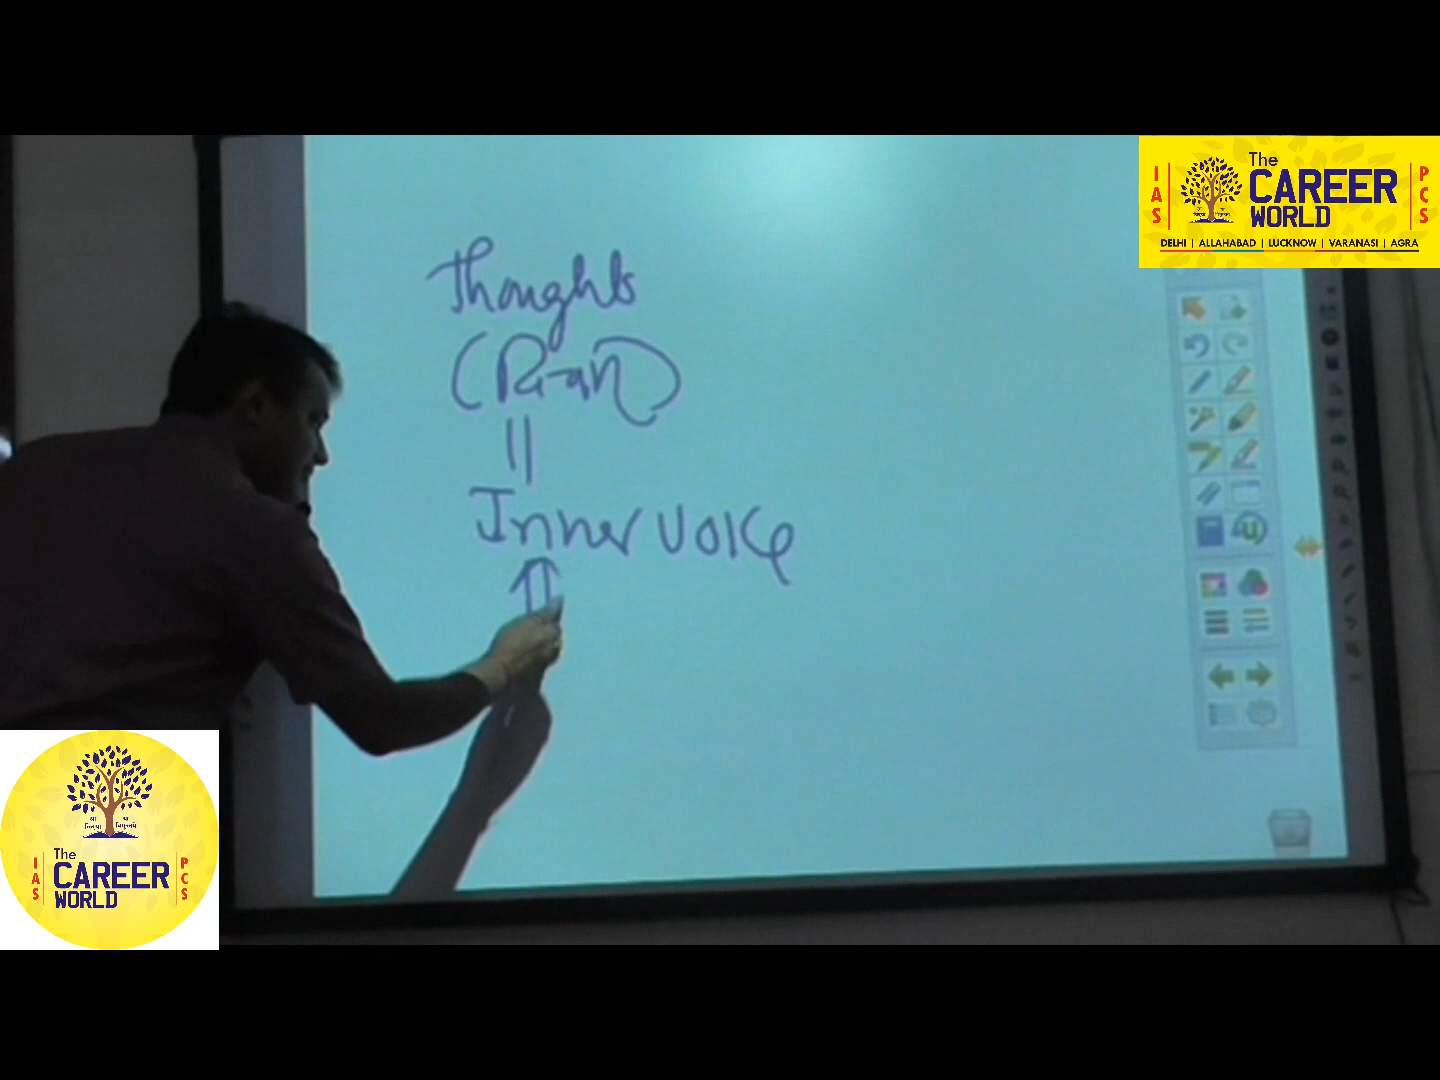 The
CAREER
WORLD
IAS
PCS
DELHI | ALLAHABAD | LUCKNOW | VARANASI | AGRA
Thoughts
Inner voice
The
CAREER
WORLD
IAS
PCS